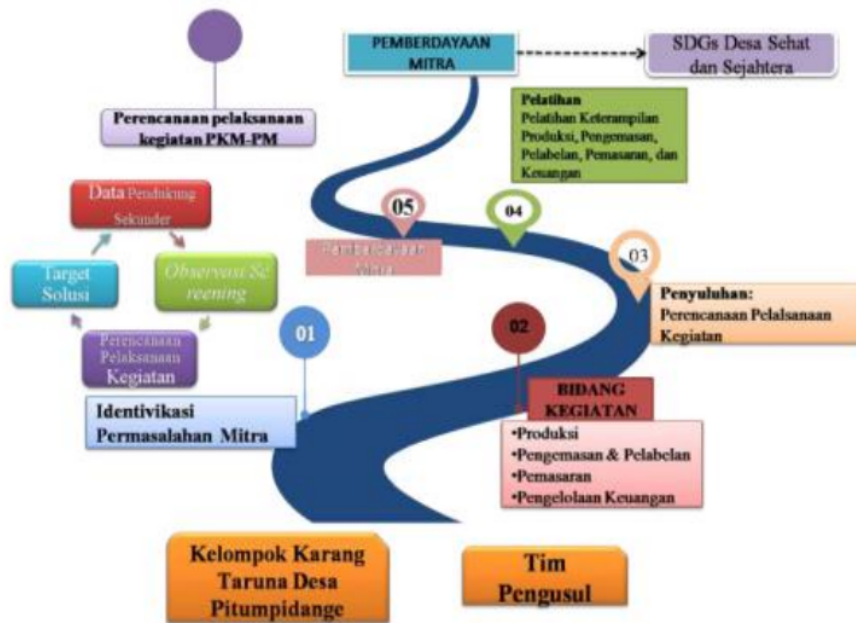 PEMBERDAYAAN
MITRA
SDGs Desa Sehat
dan Sejahtera
Perencanaan pelaksanaan
kegiatan PKM-PM
Pelatihan
Pelatihan Keterampilan
Produksi, Pengemasan,
Pelabelan, Pemasaran, dan
Keuangan
Data Pendukung
Sekunder
Target
Solusi
Observasi Sc
reening
Perencanaan
Pelaksanaan
Kegiatan
05
Pemberdayaan
Mitra
04
03
Penyuluhan:
Perencanaan Pelalsanaan
Kegiatan
01
Identivikasi
Permasalahan Mitra
02
BIDANG
KEGIATAN
•Produksi
•Pengemasan & Pelabelan
•Pemasaran
•Pengelolaan Keuangan
Kelompok Karang
Taruna Desa
Pitumpidange
Tim
Pengusul